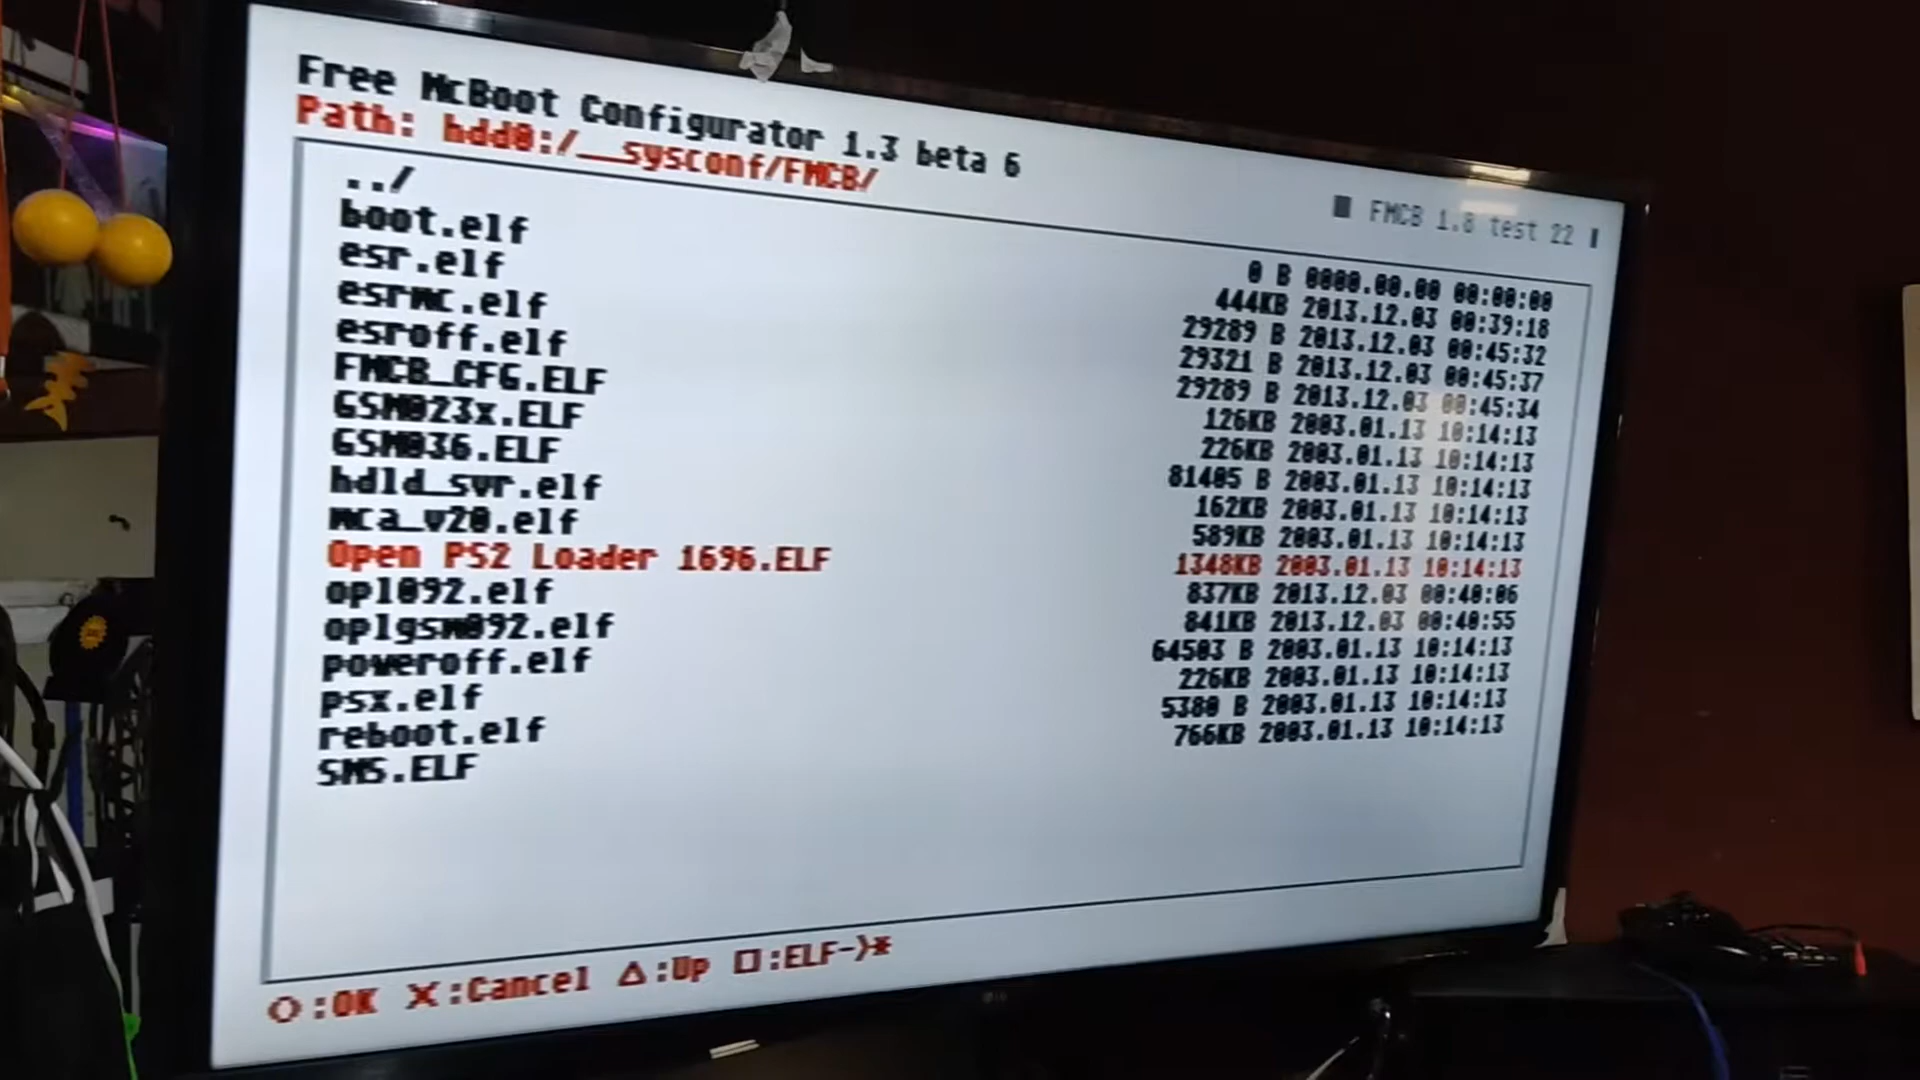 Free McBoot Configurator 1.3 beta 6
Path: hdd0:/__sysconf/FMCB/
FMCB 1.8 test 22
../ 0 B 0000.00.00 00:00:00
boot.elf 444KB 2013.12.03 00:39:18
esr.elf 29289 B 2013.12.03 00:45:32
esrmc.elf 29321 B 2013.12.03 00:45:37
esroff.elf 29289 B 2013.12.03 00:45:34
FMCB_CFG.ELF 126KB 2003.01.13 10:14:13
GSM023x.ELF 226KB 2003.01.13 10:14:13
GSM036.ELF 81405 B 2003.01.13 10:14:13
hdld_svr.elf 162KB 2003.01.13 10:14:13
mca_v20.elf 589KB 2003.01.13 10:14:13
Open PS2 Loader 1696.ELF 1348KB 2003.01.13 10:14:13
opl092.elf 837KB 2013.12.03 00:40:06
oplgsm092.elf 841KB 2013.12.03 00:40:55
poweroff.elf 64503 B 2003.01.13 10:14:13
psx.elf 226KB 2003.01.13 10:14:13
reboot.elf 5380 B 2003.01.13 10:14:13
SMS.ELF 766KB 2003.01.13 10:14:13
○:OK ✕:Cancel △:Up □:ELF->*